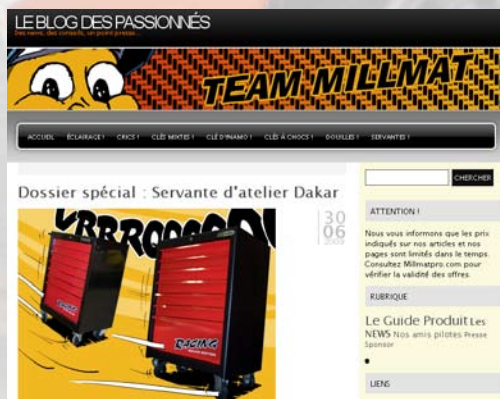 LE BLOG DES PASSIONNÉS
Des news, des conseils, un point presse...
TEAM MILLMAT
ACCUEIL ÉCLAIRAGE ! CRICS ! CLÉS MIXTES ! CLÉ DYNAMO ! CLÉS À CHOCS ! DOUILLES ! SERVANTES !
Dossier spécial : Servante d'atelier Dakar
30
06
2009
VRRROOO
RACING
RACING
CHERCHER
ATTENTION !
Nous vous informons que les prix
indiqués sur nos articles et nos
pages sont limités dans le temps.
Consultez Millmatpro.com pour
vérifier la validité des offres.
RUBRIQUE
Le Guide Produit Les
NEWS Nos amis pilotes Presse
Sponsor
LIENS